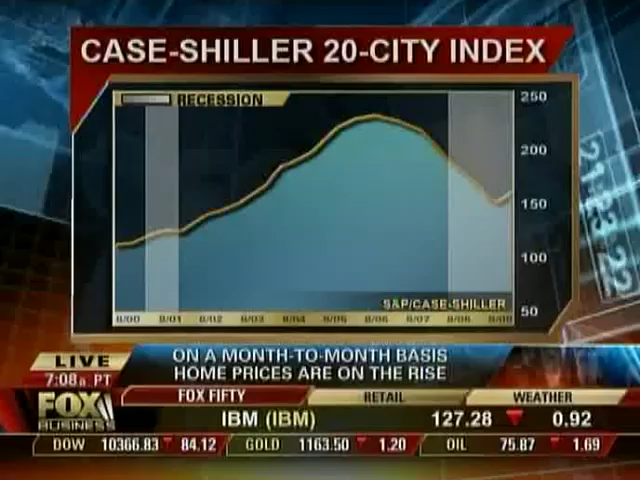 CASE-SHILLER 20-CITY INDEX
RECESSION
250
200
150
100
50
S&P/CASE-SHILLER
8/00 8/01 8/02 8/03 8/04 8/05 8/06 8/07 8/08 8/09
LIVE
7:08a PT
ON A MONTH-TO-MONTH BASIS
HOME PRICES ARE ON THE RISE
FOX FIFTY RETAIL WEATHER
FOX
BUSINESS
IBM (IBM) 127.28 0.92
DOW 10366.83 84.12 GOLD 1163.50 1.20 OIL 75.87 1.69